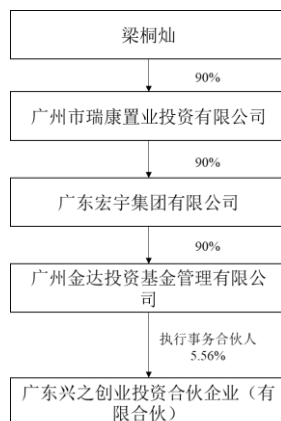 梁桐灿
90%
广州市瑞康置业投资有限公司
90%
广东宏宇集团有限公司
90%
广州金达投资基金管理有限公
司
执行事务合伙人
5.56%
广东兴之创业投资合伙企业（有
限合伙）